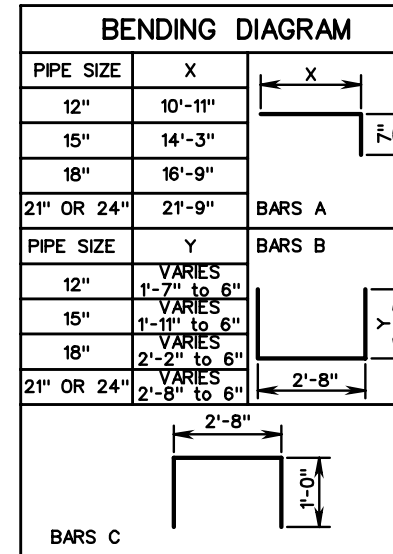 BENDING DIAGRAM
PIPE SIZE X
12" 10'-11"
15" 14'-3"
18" 16'-9"
21" OR 24" 21'-9"
X
7"
BARS A
PIPE SIZE Y
12" VARIES
1'-7" to 6"
15" VARIES
1'-11" to 6"
18" VARIES
2'-2" to 6"
21" OR 24" VARIES
2'-8" to 6"
BARS B
Y
2'-8"
2'-8"
1'-0"
BARS C